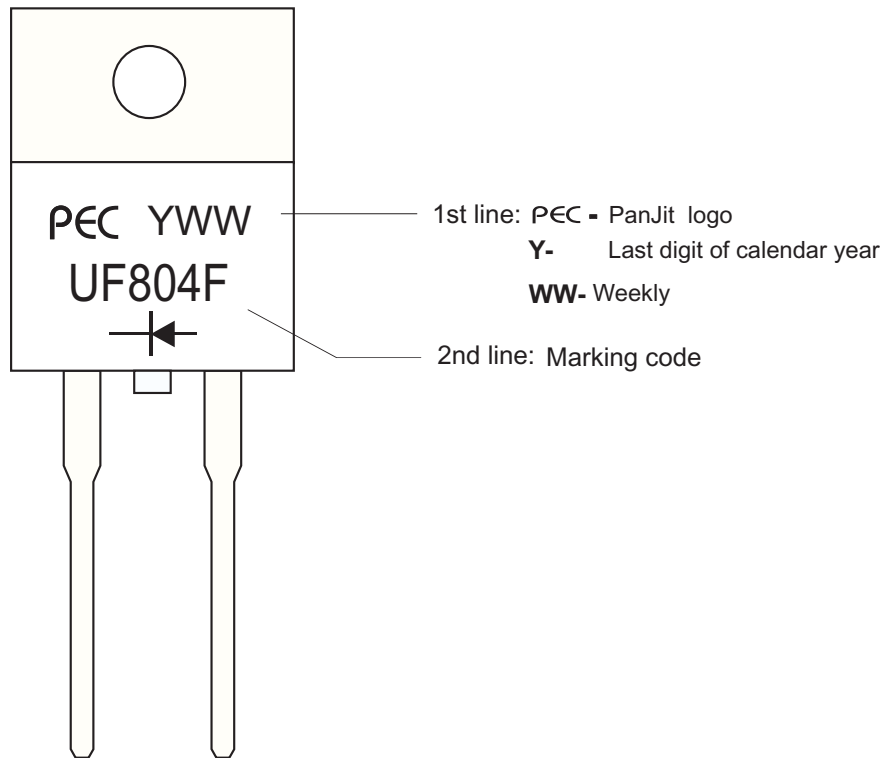 PEC YWW
UF804F
1st line: PEC - PanJit logo
Y- Last digit of calendar year
WW- Weekly
2nd line: Marking code